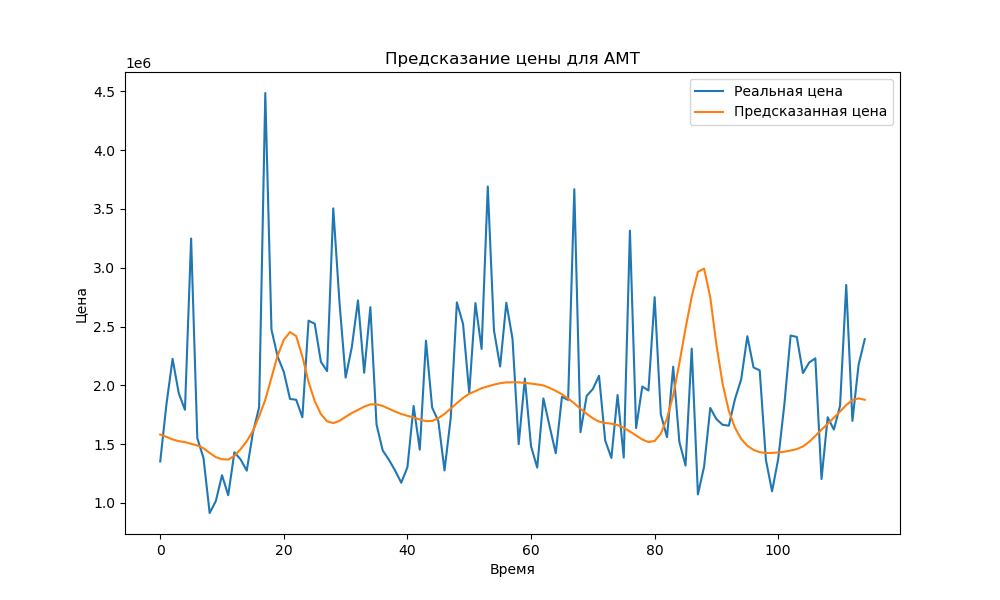 Предсказание цены для AMT
1e6
Реальная цена
Предсказанная цена
4.5
4.0
3.5
3.0
2.5
2.0
1.5
1.0
Цена
0 20 40 60 80 100
Время